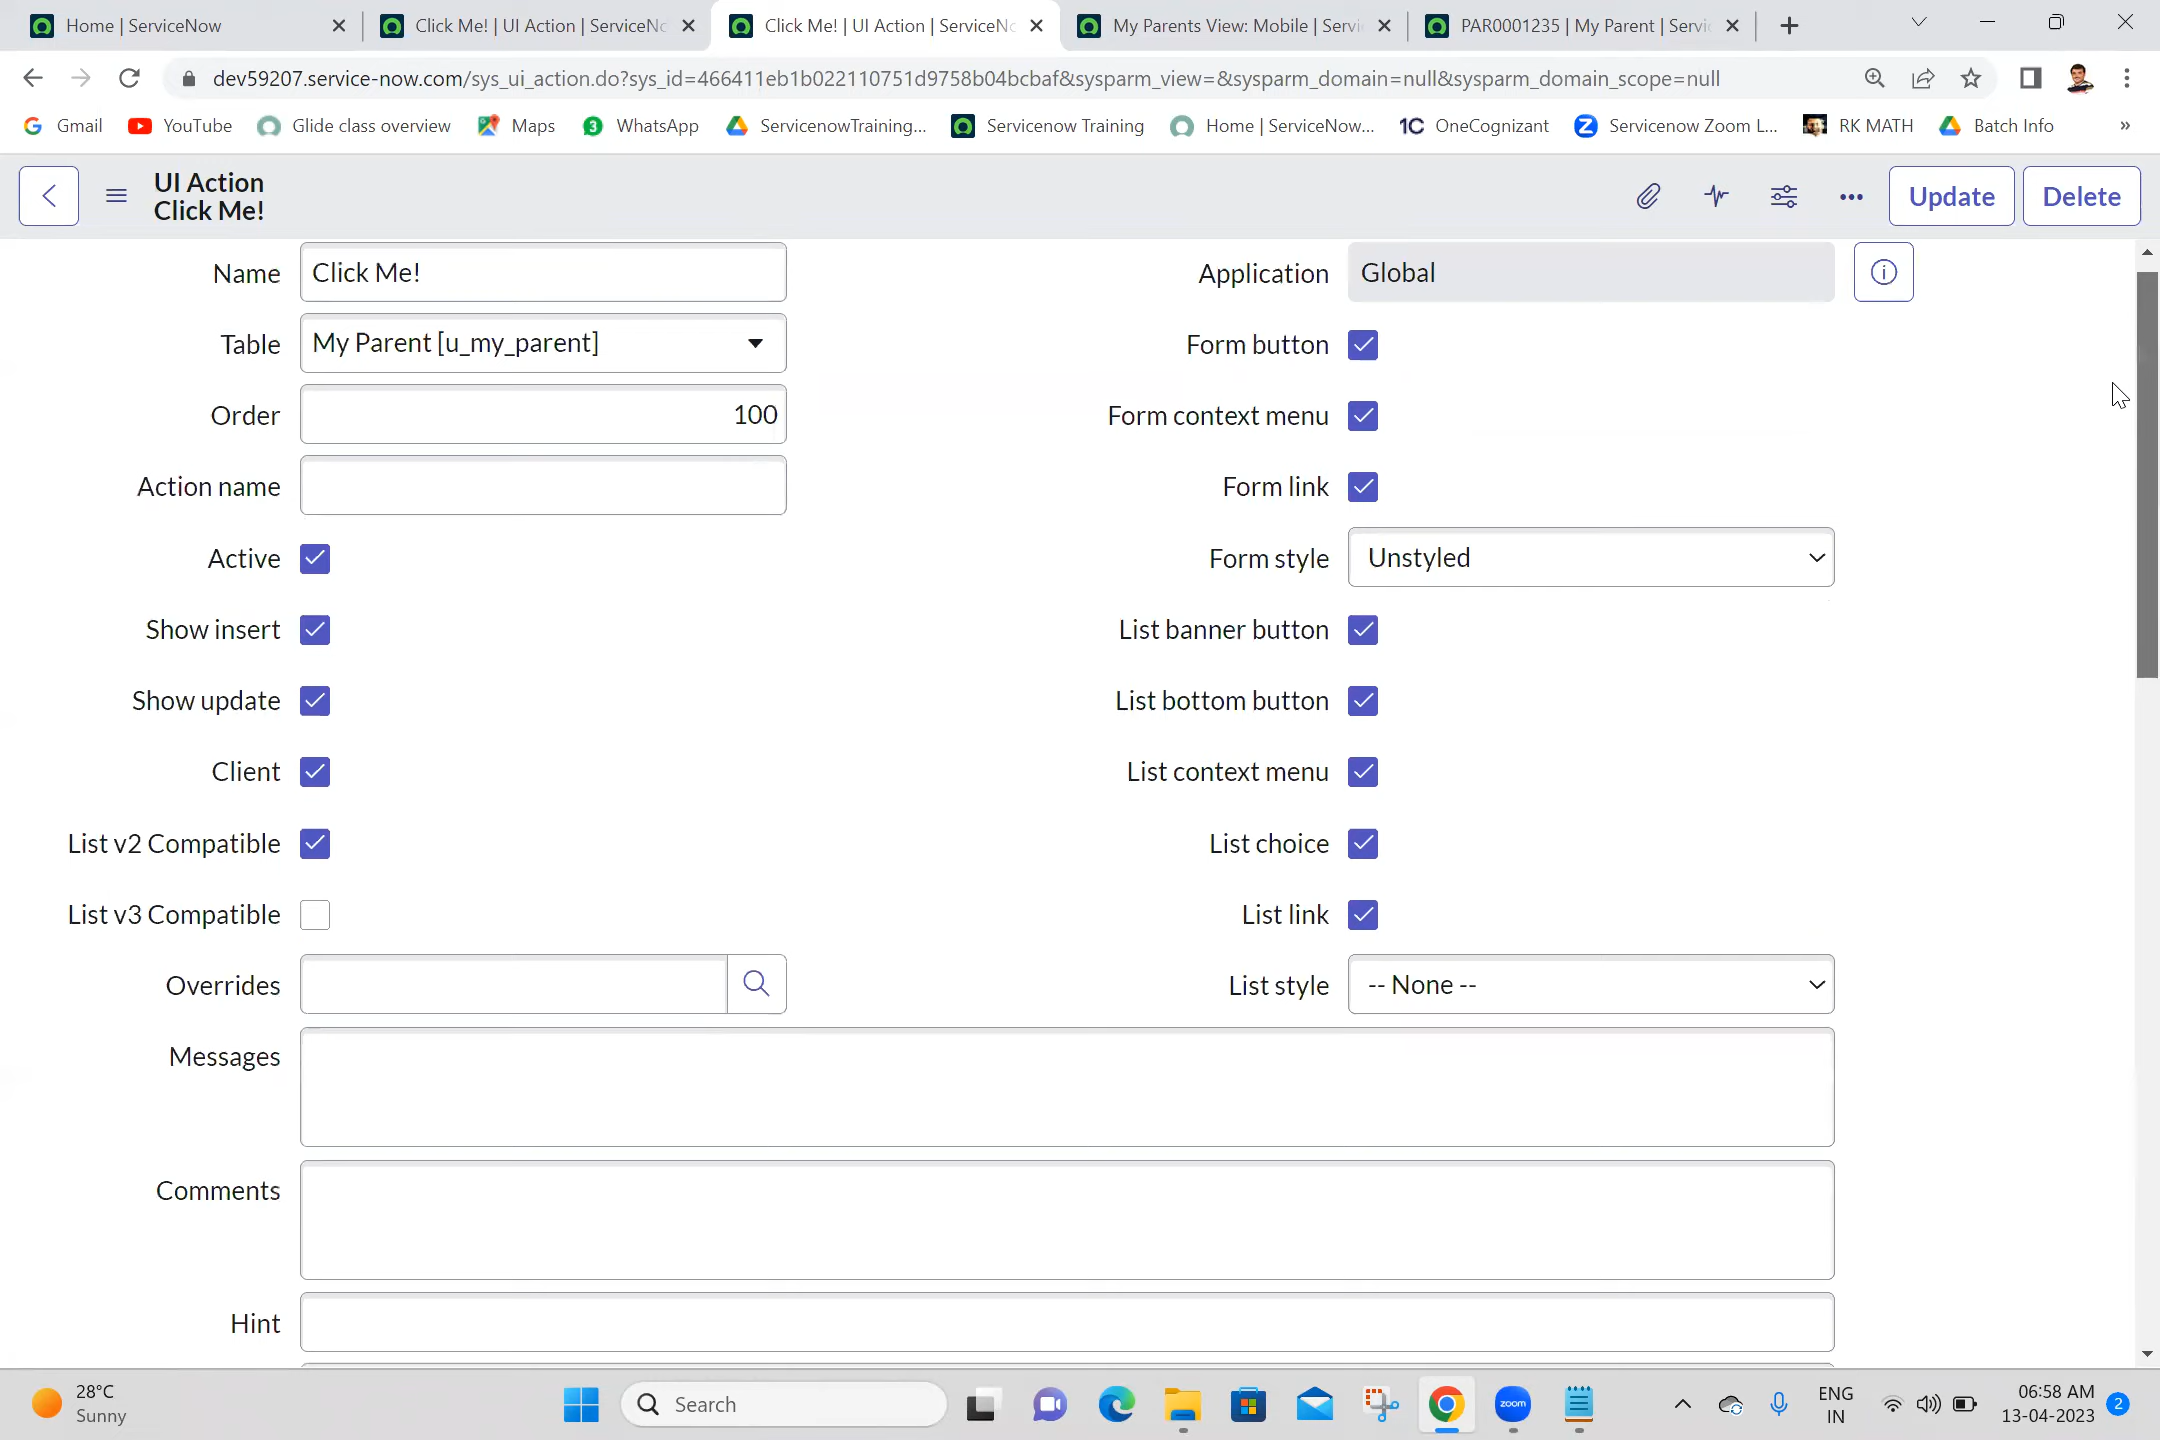 Home | ServiceNow
Click Me! | UI Action | ServiceNo
Click Me! | UI Action | ServiceNo
My Parents View: Mobile | Servi
PAR0001235 | My Parent | Servi
dev59207.service-now.com/sys_ui_action.do?sys_id=466411eb1b022110751d9758b04bcbaf&sysparm_view=&sysparm_domain=null&sysparm_domain_scope=null
Gmail
YouTube
Glide class overview
Maps
3
WhatsApp
ServicenowTraining...
Servicenow Training
Home | ServiceNow...
1C
OneCognizant
Z
Servicenow Zoom L...
RK MATH
Batch Info
»
UI Action
Click Me!
Update
Delete
Name
Click Me!
Application
Global
Table
My Parent [u_my_parent]
Form button
Order
100
Form context menu
Action name
Form link
Active
Form style
Unstyled
Show insert
List banner button
Show update
List bottom button
Client
List context menu
List v2 Compatible
List choice
List v3 Compatible
List link
Overrides
List style
-- None --
Messages
Comments
Hint
28°C
Sunny
Search
zoom
ENG
IN
06:58 AM
13-04-2023
2